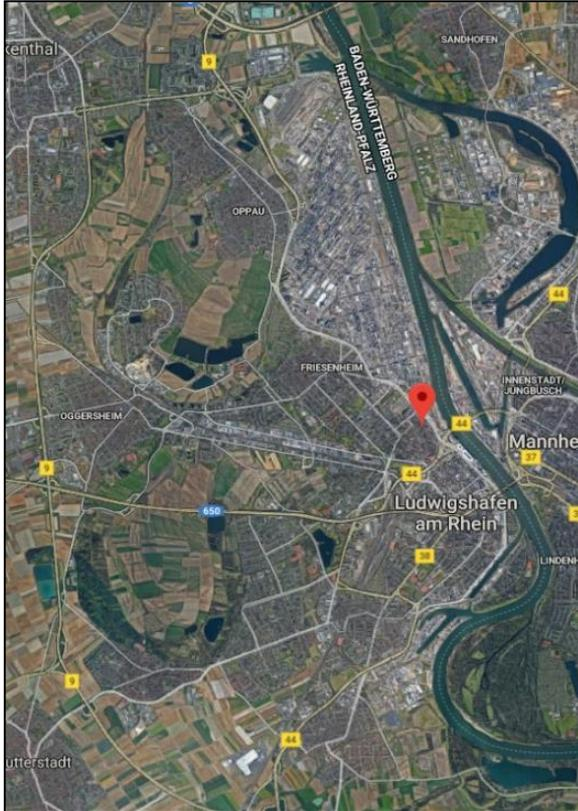 kenthal
9
SANDHOFEN
BADEN-WÜRTTEMBERG
RHEINLAND-PFALZ
OPPAU
44
FRIESENHEIM
INNENSTADT/
JUNGBUSCH
OGGERSHEIM
44
Mannhe
37
9
44
650
Ludwigshafen
am Rhein
38
LINDENH
9
44
utterstadt